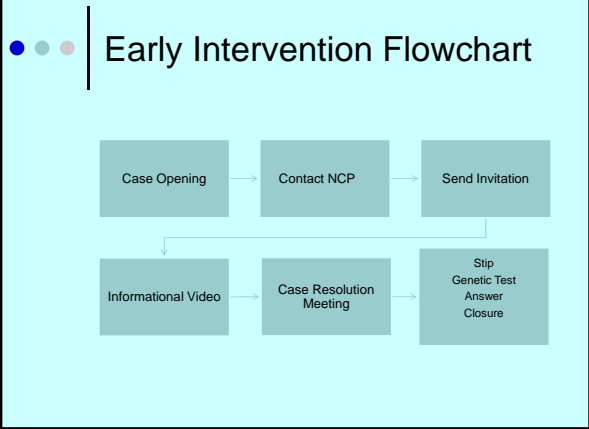 Early Intervention Flowchart
Case Opening
Contact NCP
Send Invitation
Informational Video
Case Resolution
Meeting
Stip
Genetic Test
Answer
Closure